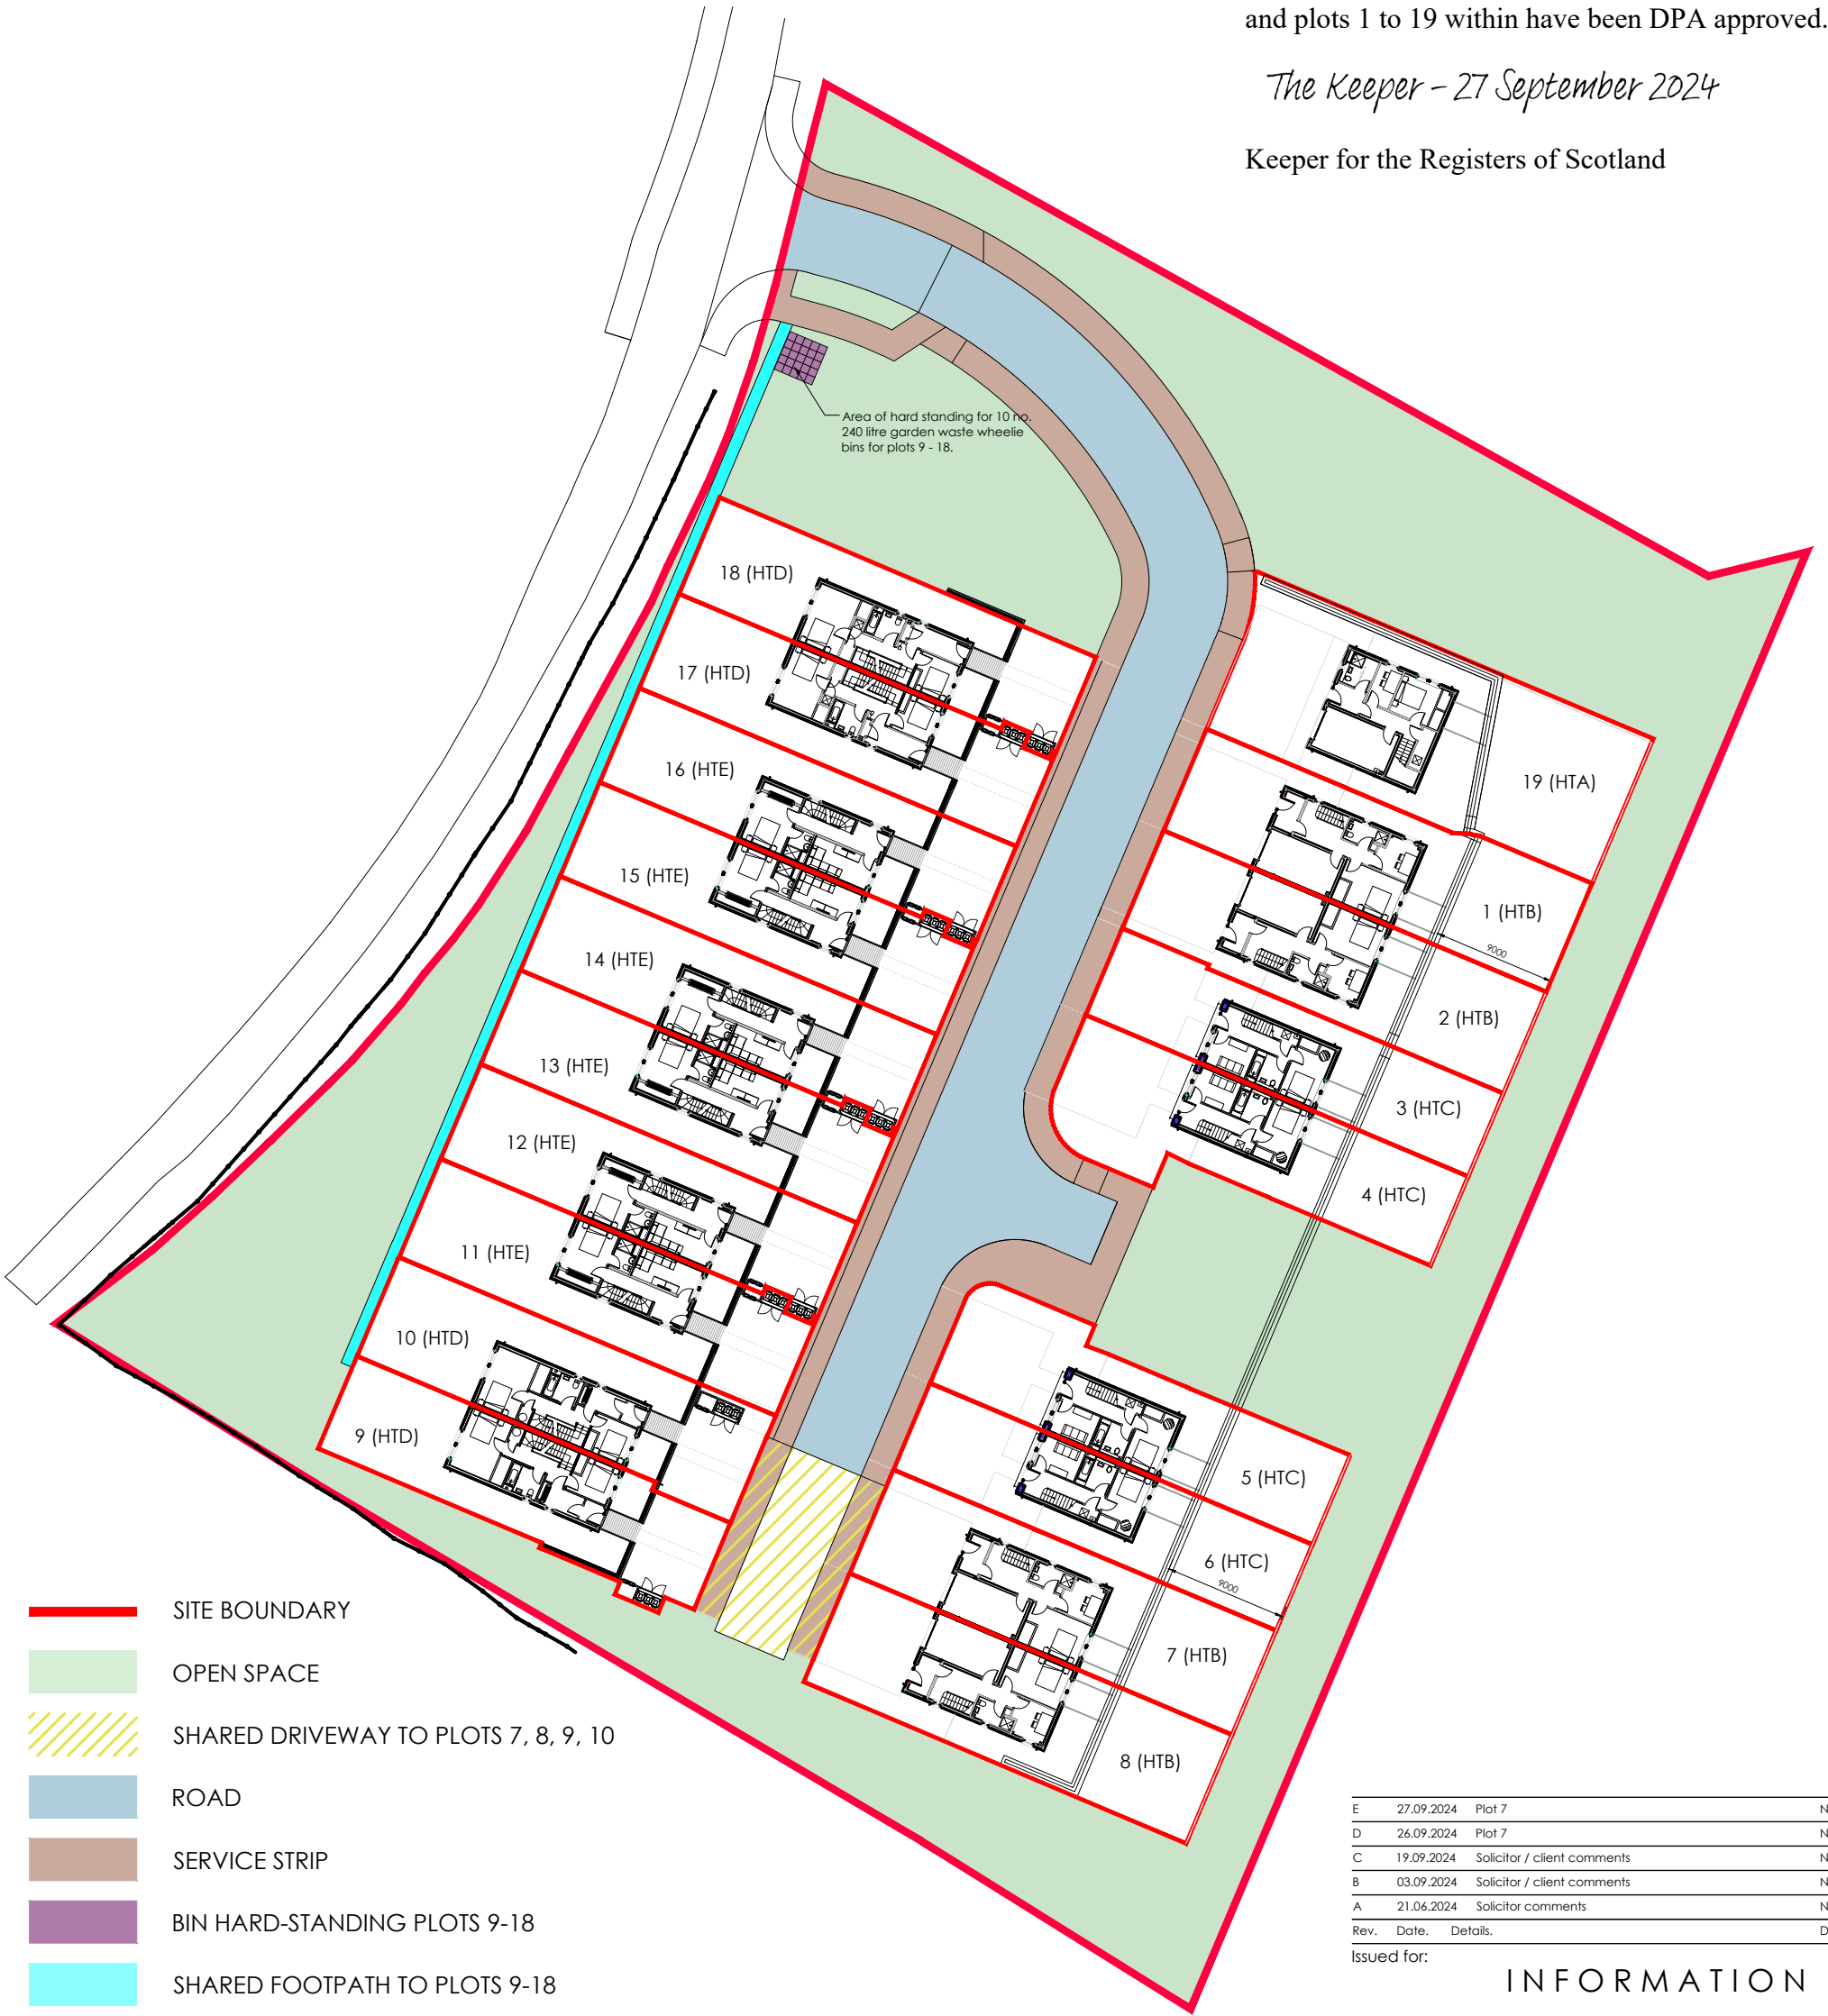 and plots 1 to 19 within have been DPA approved.
The Keeper – 27 September 2024
Keeper for the Registers of Scotland
Area of hard standing for 10 no.
240 litre garden waste wheelie
bins for plots 9 - 18.
18 (HTD)
17 (HTD)
16 (HTE)
15 (HTE)
14 (HTE)
13 (HTE)
12 (HTE)
11 (HTE)
10 (HTD)
9 (HTD)
19 (HTA)
1 (HTB)
9000
2 (HTB)
3 (HTC)
4 (HTC)
5 (HTC)
6 (HTC)
9000
7 (HTB)
8 (HTB)
SITE BOUNDARY
OPEN SPACE
SHARED DRIVEWAY TO PLOTS 7, 8, 9, 10
ROAD
SERVICE STRIP
BIN HARD-STANDING PLOTS 9-18
SHARED FOOTPATH TO PLOTS 9-18
E 27.09.2024 Plot 7 N
D 26.09.2024 Plot 7 N
C 19.09.2024 Solicitor / client comments N
B 03.09.2024 Solicitor / client comments N
A 21.06.2024 Solicitor comments N
Rev. Date. Details. D
Issued for:
INFORMATION